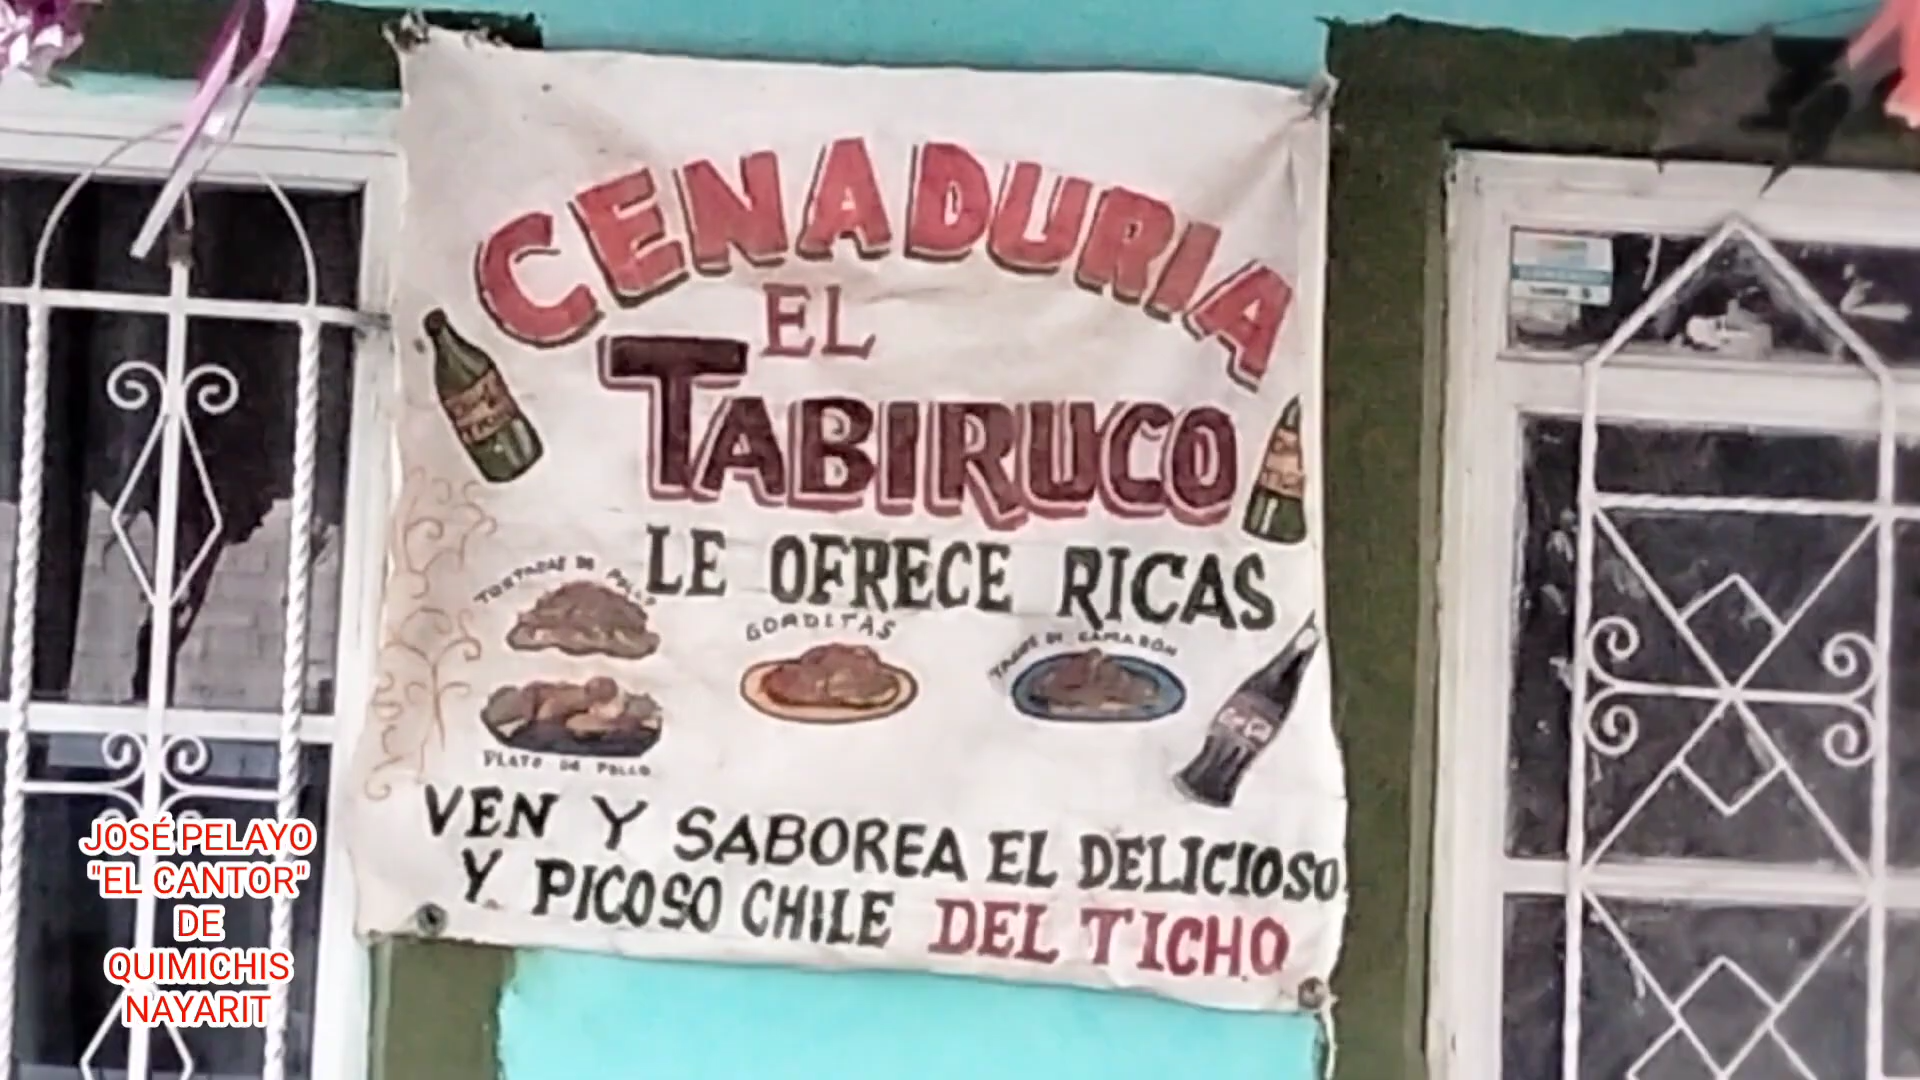 CENADURIA
EL
TABIRUCO
LE OFRECE RICAS
TOSTADAS DE POLLO
GORDITAS
TACOS DE CAMARÓN
PLATO DE POLLO
VEN Y SABOREA EL DELICIOSO
Y PICOSO CHILE DEL TICHO
JOSÉ PELAYO
"EL CANTOR"
DE
QUIMICHIS
NAYARIT